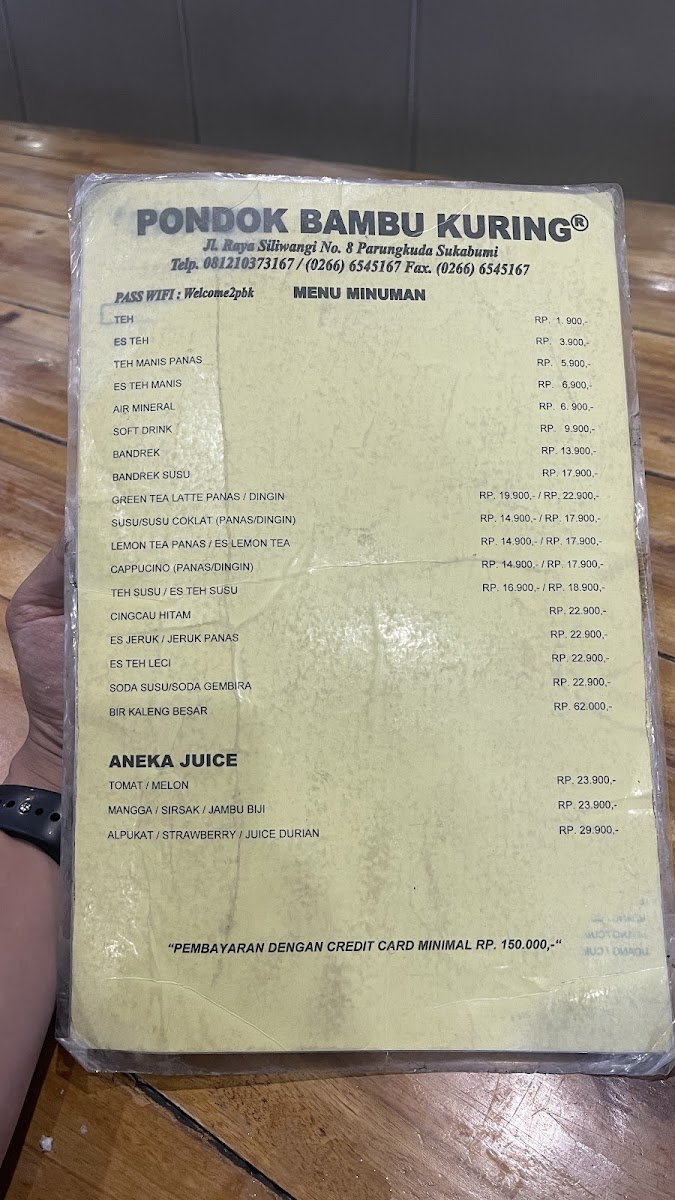 PONDOK BAMBU KURING®
Jl. Raya Siliwangi No. 8 Parungkuda Sukabumi
Telp. 081210373167 / (0266) 6545167 Fax. (0266) 6545167
PASS WIFI : Welcome2pbk MENU MINUMAN
TEH RP. 1. 900,-
ES TEH RP. 3.900,-
TEH MANIS PANAS RP. 5.900,-
ES TEH MANIS RP. 6.900,-
AIR MINERAL RP. 6. 900,-
SOFT DRINK RP. 9.900,-
BANDREK RP. 13.900,-
BANDREK SUSU RP. 17.900,-
GREEN TEA LATTE PANAS / DINGIN RP. 19.900,- / RP. 22.900,-
SUSU/SUSU COKLAT (PANAS/DINGIN) RP. 14.900,- / RP. 17.900,-
LEMON TEA PANAS / ES LEMON TEA RP. 14.900,- / RP. 17.900,-
CAPPUCINO (PANAS/DINGIN) RP. 14.900,- / RP. 17.900,-
TEH SUSU / ES TEH SUSU RP. 16.900,- / RP. 18.900,-
CINGCAU HITAM RP. 22.900,-
ES JERUK / JERUK PANAS RP. 22.900,-
ES TEH LECI RP. 22.900,-
SODA SUSU/SODA GEMBIRA RP. 22.900,-
BIR KALENG BESAR RP. 62.000,-
ANEKA JUICE
TOMAT / MELON RP. 23.900,-
MANGGA / SIRSAK / JAMBU BIJI RP. 23.900,-
ALPUKAT / STRAWBERRY / JUICE DURIAN RP. 29.900,-
"PEMBAYARAN DENGAN CREDIT CARD MINIMAL RP. 150.000,-"